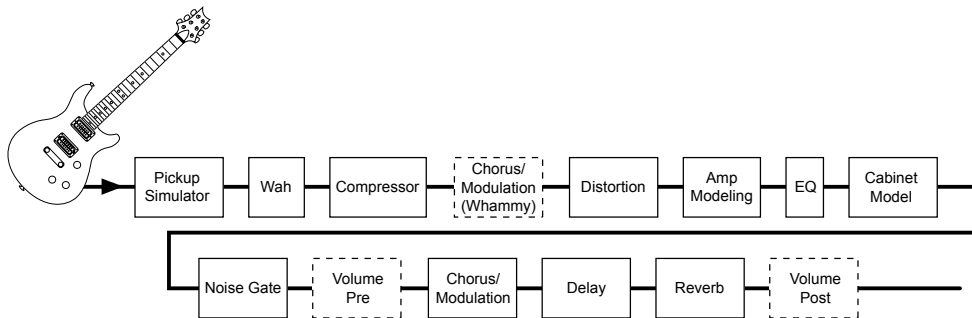 Pickup
Simulator
Wah
Compressor
Chorus/
Modulation
(Whammy)
Distortion
Amp
Modeling
EQ
Cabinet
Model
Noise Gate
Volume
Pre
Chorus/
Modulation
Delay
Reverb
Volume
Post